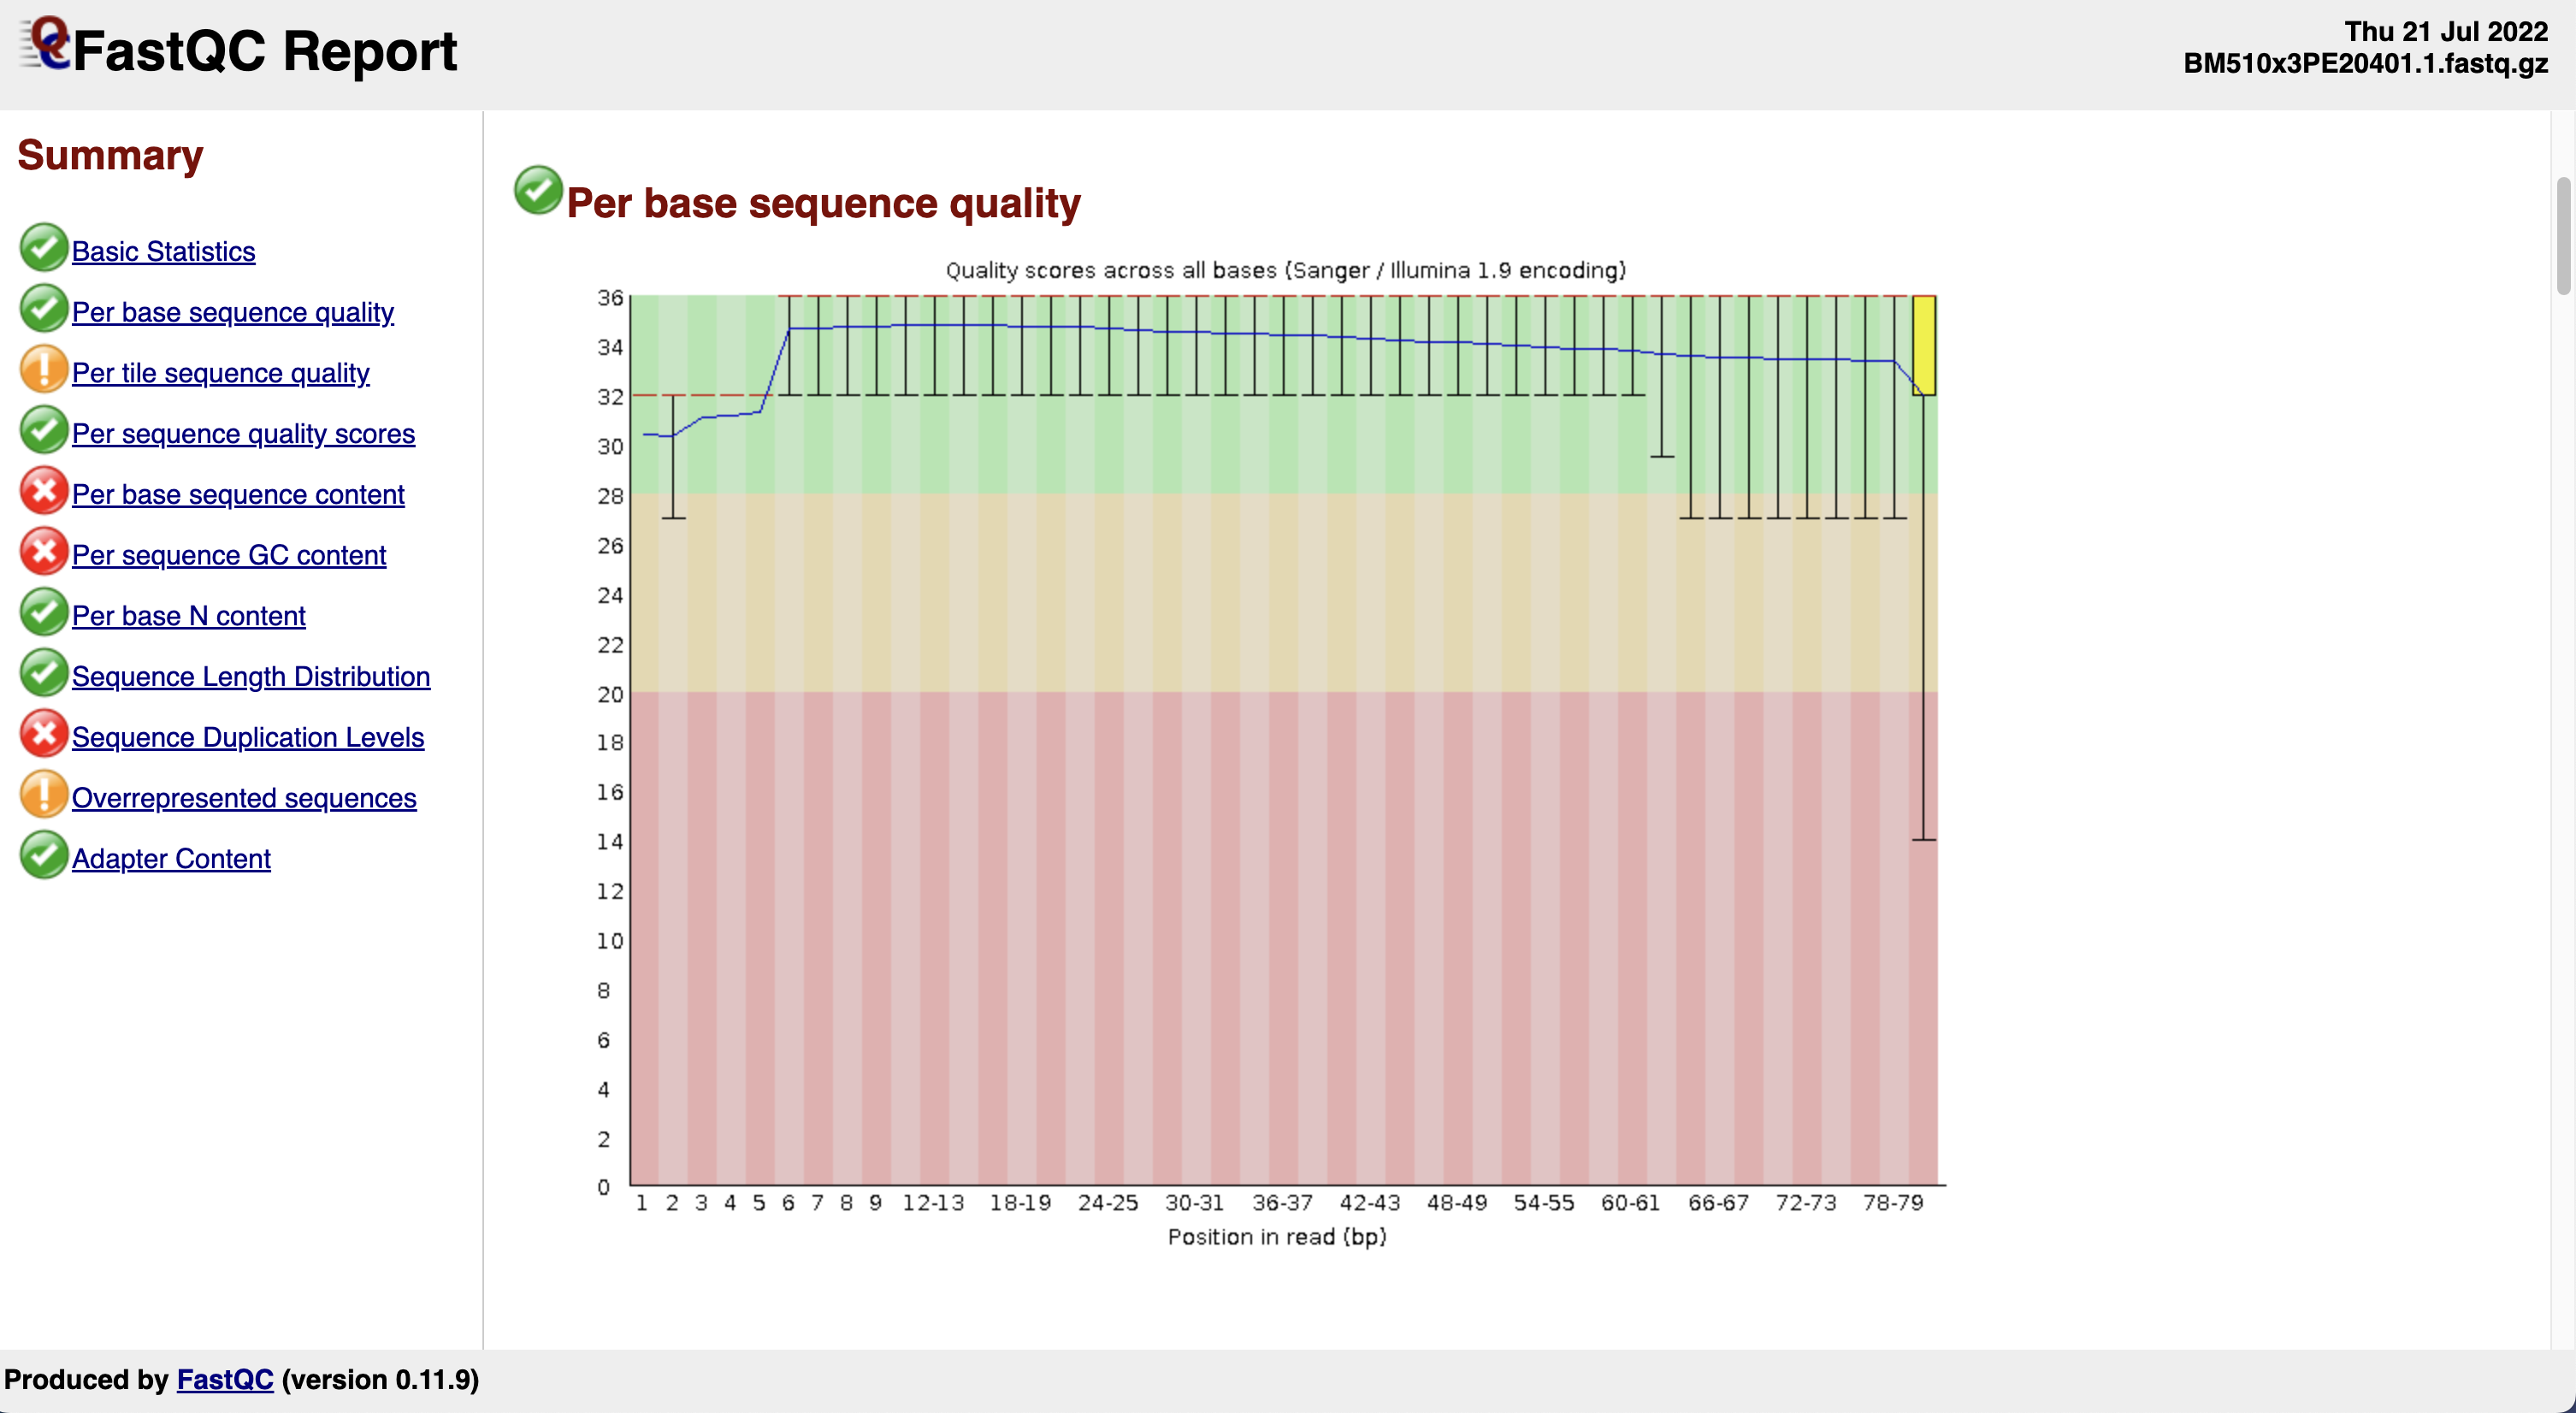 FastQC Report
Thu 21 Jul 2022
BM510x3PE20401.1.fastq.gz
Summary
Basic Statistics
Per base sequence quality
Per tile sequence quality
Per sequence quality scores
Per base sequence content
Per sequence GC content
Per base N content
Sequence Length Distribution
Sequence Duplication Levels
Overrepresented sequences
Adapter Content
Per base sequence quality
Quality scores across all bases (Sanger / Illumina 1.9 encoding)
36
34
32
30
28
26
24
22
20
18
16
14
12
10
8
6
4
2
0
1 2 3 4 5 6 7 8 9 12-13 18-19 24-25 30-31 36-37 42-43 48-49 54-55 60-61 66-67 72-73 78-79
Position in read (bp)
Produced by FastQC (version 0.11.9)